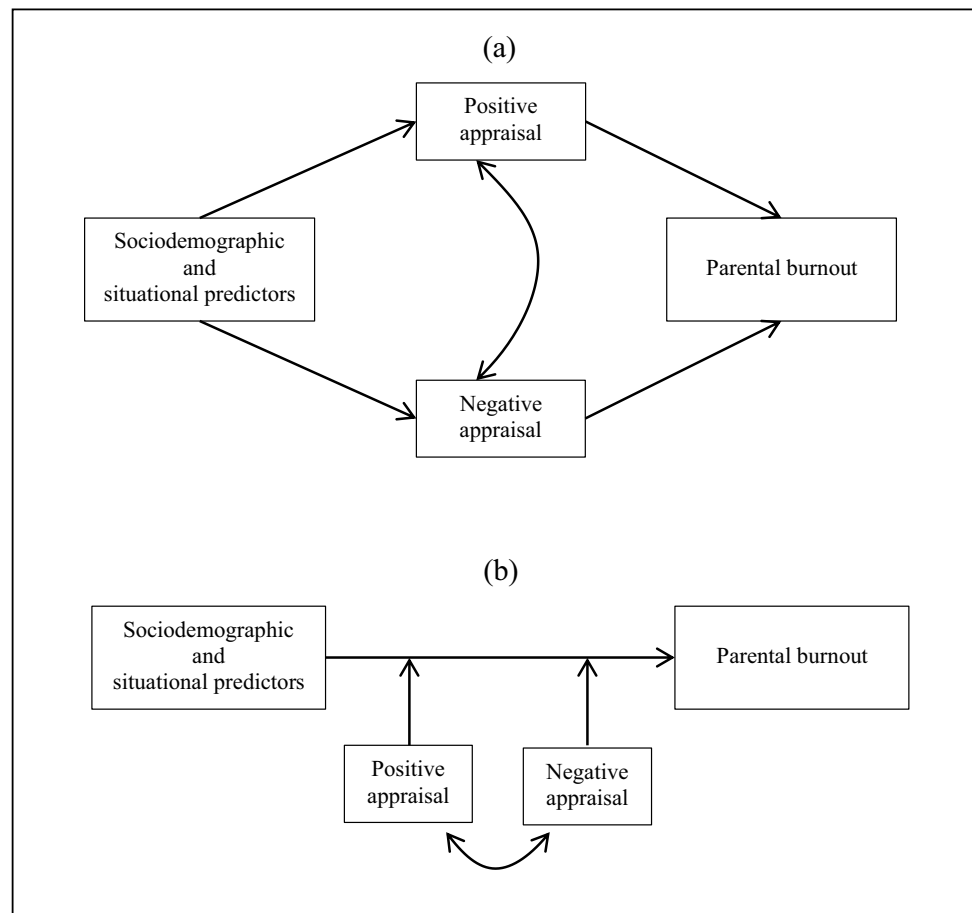 (a)
Positive
appraisal
Sociodemographic
and
situational predictors
Parental burnout
Negative
appraisal
(b)
Sociodemographic
and
situational predictors
Parental burnout
Positive
appraisal
Negative
appraisal